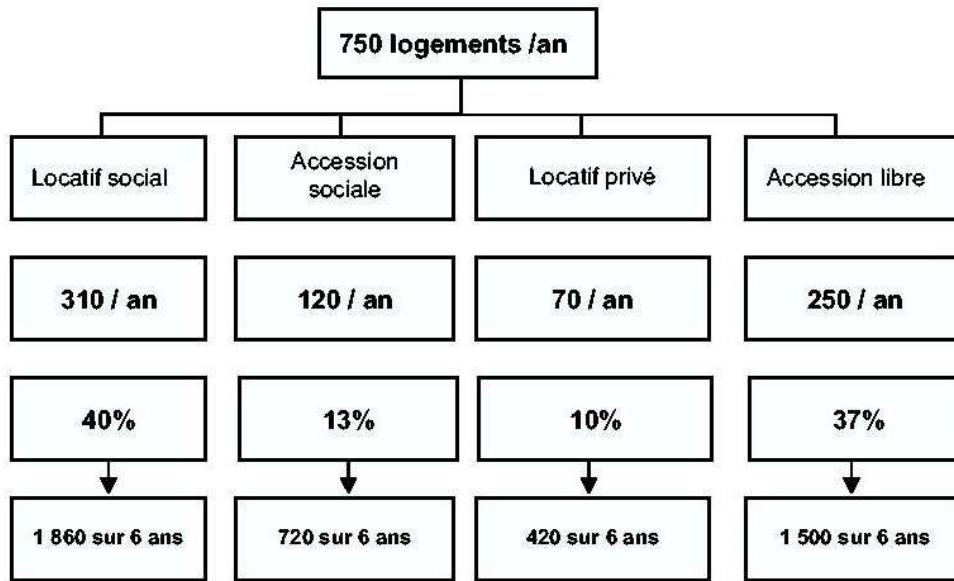 750 logements /an
Locatif social
Accession
sociale
Locatif privé
Accession libre
310 / an
120 / an
70 / an
250 / an
40%
13%
10%
37%
1 860 sur 6 ans
720 sur 6 ans
420 sur 6 ans
1 500 sur 6 ans